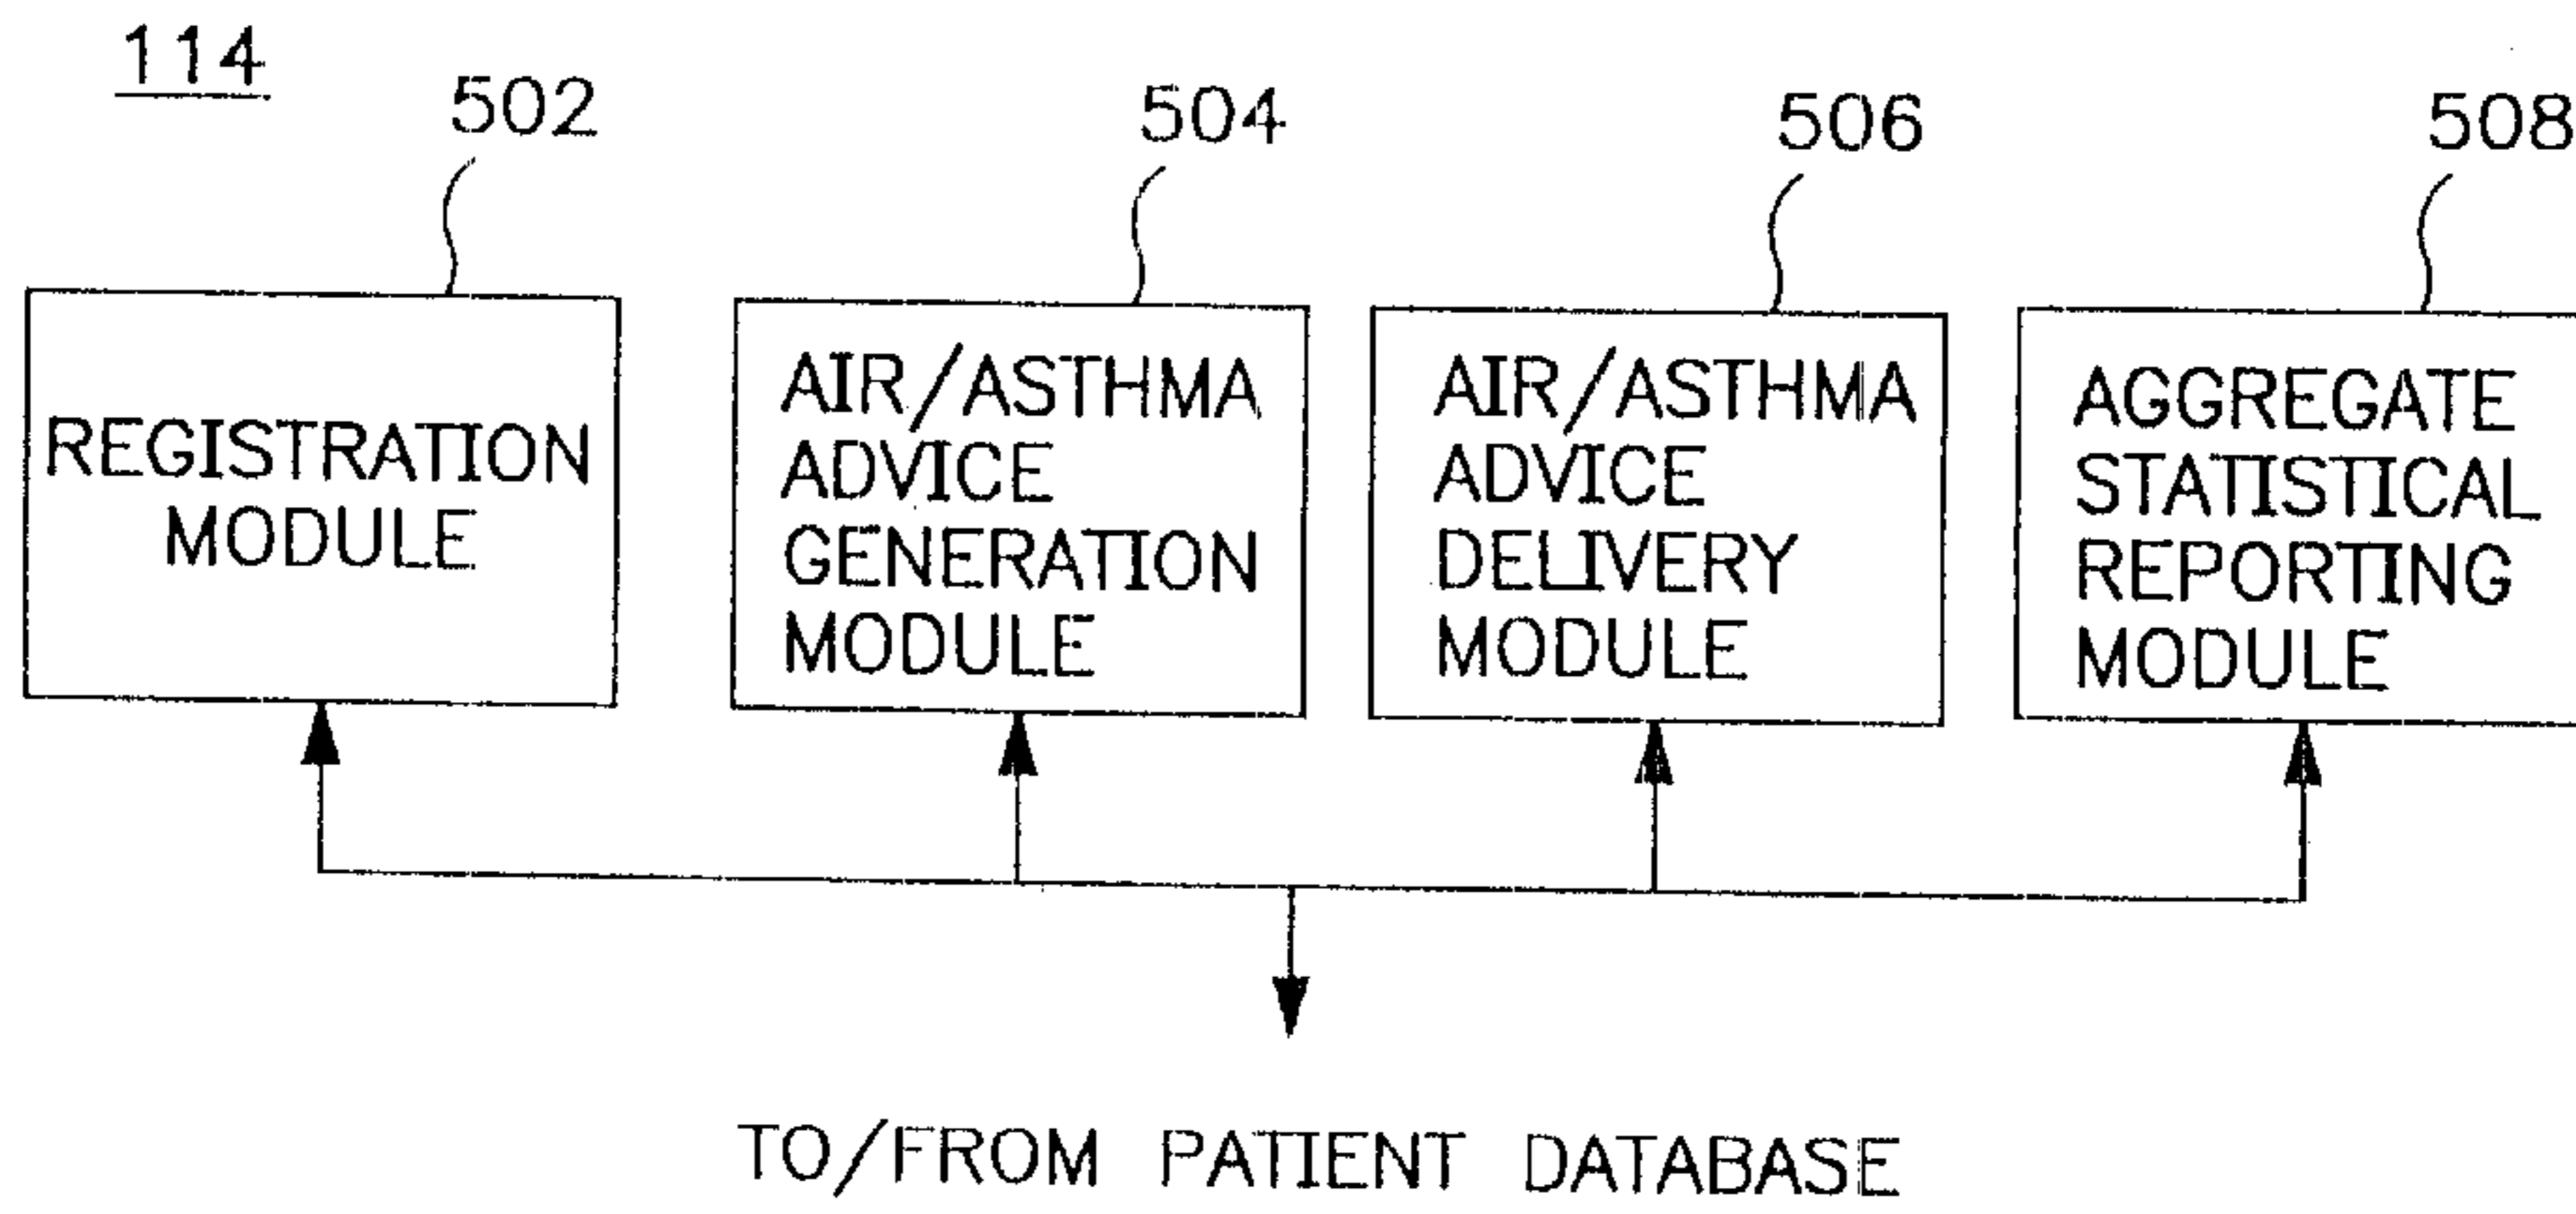 114
502
504
506
508
REGISTRATION
MODULE
AIR/ASTHMA
ADVICE
GENERATION
MODULE
AIR/ASTHMA
ADVICE
DELIVERY
MODULE
AGGREGATE
STATISTICAL
REPORTING
MODULE
TO/FROM PATIENT DATABASE